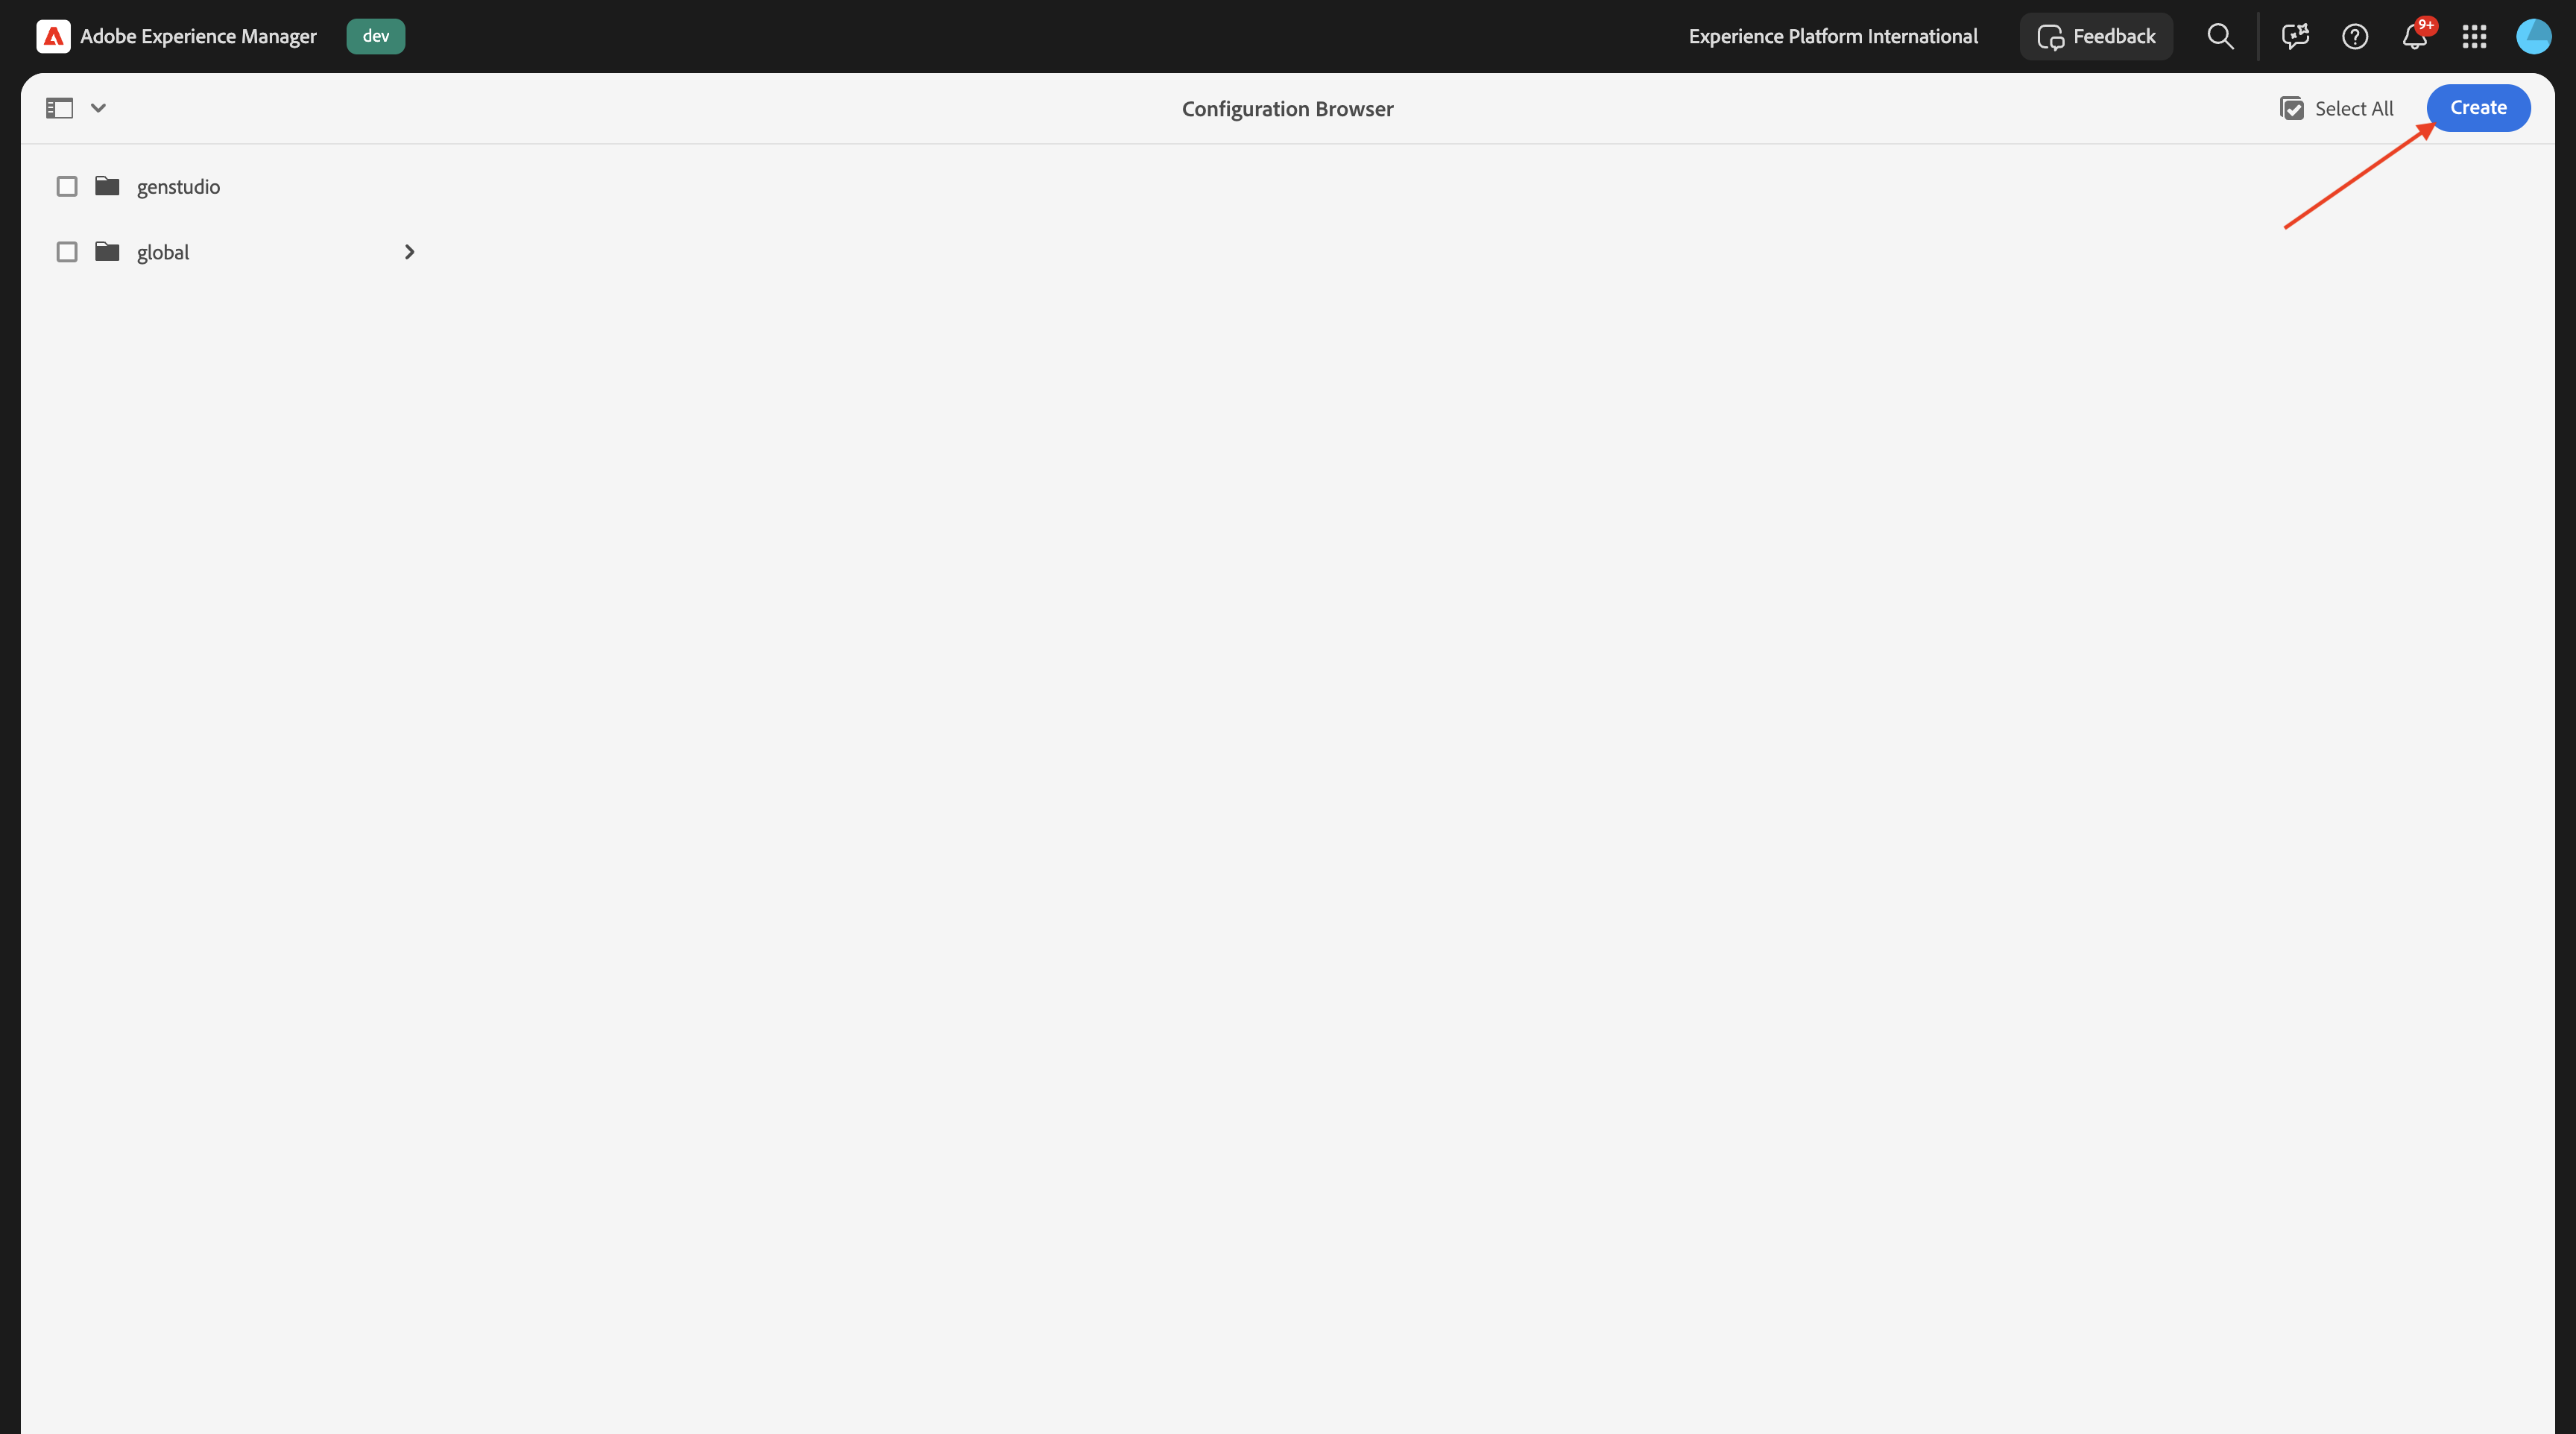 Adobe Experience Manager dev Experience Platform International Feedback 9+
Configuration Browser Select All Create
genstudio
global